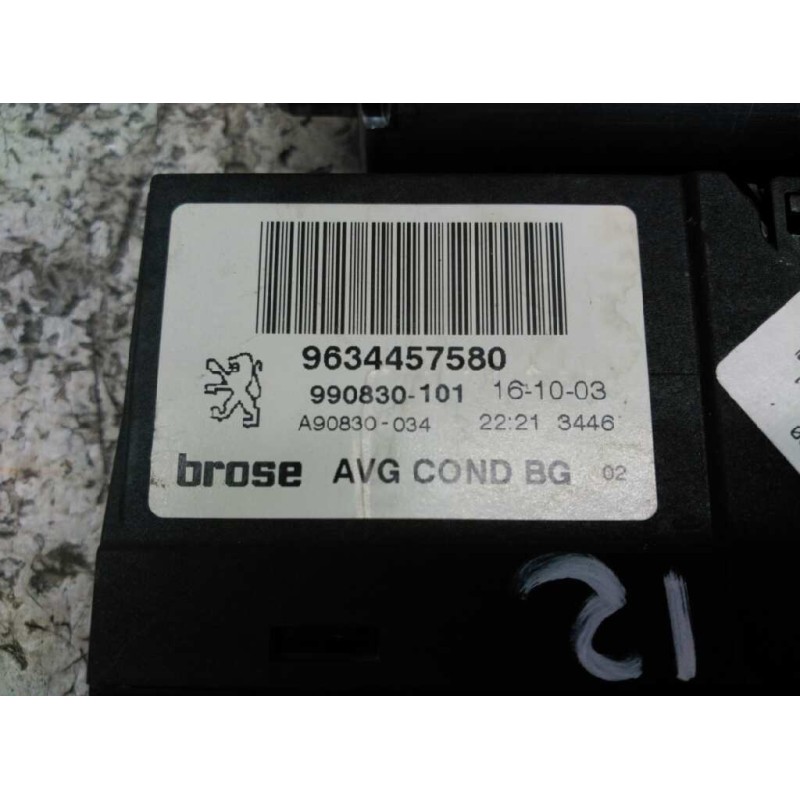 9634457580
990830-101 16-10-03
A90830-034 22:21 3446
brose AVG COND BG 02
21